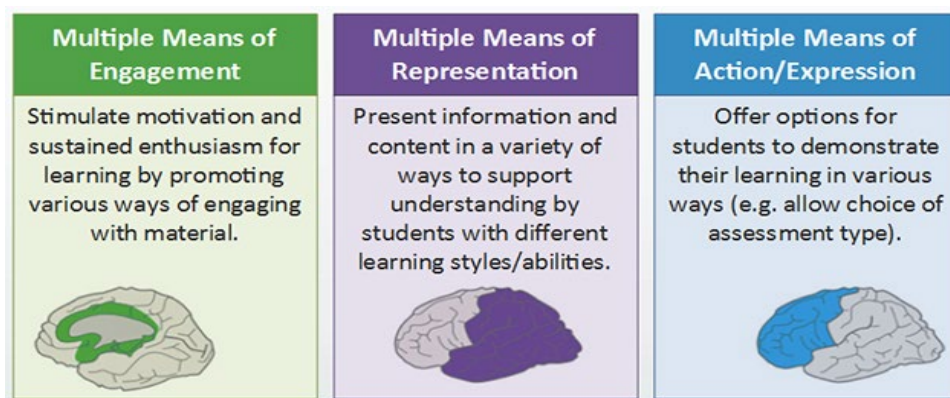 Multiple Means of
Engagement
Stimulate motivation and
sustained enthusiasm for
learning by promoting
various ways of engaging
with material.
Multiple Means of
Representation
Present information and
content in a variety of
ways to support
understanding by
students with different
learning styles/abilities.
Multiple Means of
Action/Expression
Offer options for
students to demonstrate
their learning in various
ways (e.g. allow choice of
assessment type).